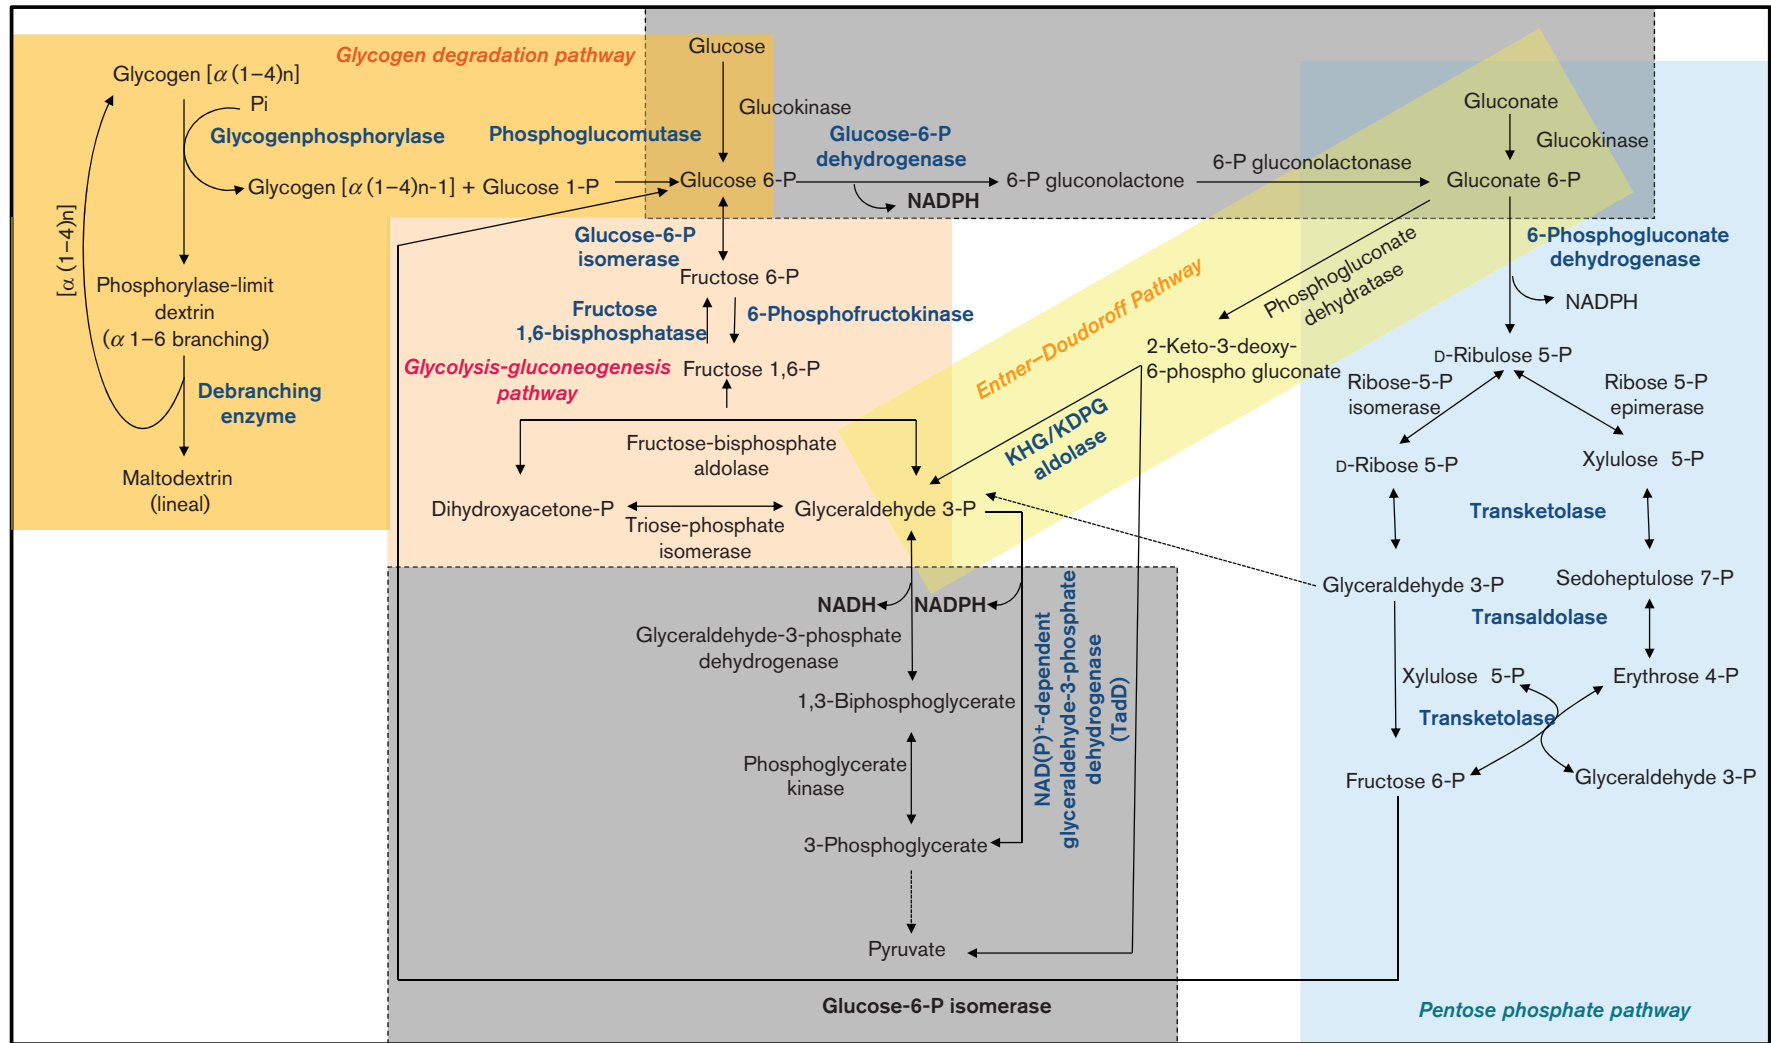 Glycogen degradation pathway
Glycogen [α (1–4)n]
Pi
Glycogenphosphorylase
Phosphoglucomutase
Glycogen [α (1–4)n-1] + Glucose 1-P
[α (1–4)n]
Phosphorylase-limit
dextrin
(α 1–6 branching)
Debranching
enzyme
Maltodextrin
(lineal)
Glucose
Glucokinase
Glucose 6-P
Glucose-6-P
dehydrogenase
NADPH
6-P gluconolactone
6-P gluconolactonase
Gluconate
Glucokinase
Gluconate 6-P
Glucose-6-P
isomerase
Fructose 6-P
Fructose
1,6-bisphosphatase
6-Phosphofructokinase
Glycolysis-gluconeogenesis
pathway
Fructose 1,6-P
Fructose-bisphosphate
aldolase
Dihydroxyacetone-P
Triose-phosphate
isomerase
Glyceraldehyde 3-P
Entner–Doudoroff Pathway
Phosphogluconate
dehydratase
2-Keto-3-deoxy-
6-phospho gluconate
KHG/KDPG
aldolase
NADH
NADPH
Glyceraldehyde-3-phosphate
dehydrogenase
NAD(P)+-dependent
glyceraldehyde-3-phosphate
dehydrogenase
(TadD)
1,3-Biphosphoglycerate
Phosphoglycerate
kinase
3-Phosphoglycerate
Pyruvate
Glucose-6-P isomerase
6-Phosphogluconate
dehydrogenase
NADPH
D-Ribulose 5-P
Ribose-5-P
isomerase
Ribose 5-P
epimerase
D-Ribose 5-P
Xylulose 5-P
Transketolase
Glyceraldehyde 3-P
Sedoheptulose 7-P
Transaldolase
Xylulose 5-P
Erythrose 4-P
Transketolase
Fructose 6-P
Glyceraldehyde 3-P
Pentose phosphate pathway